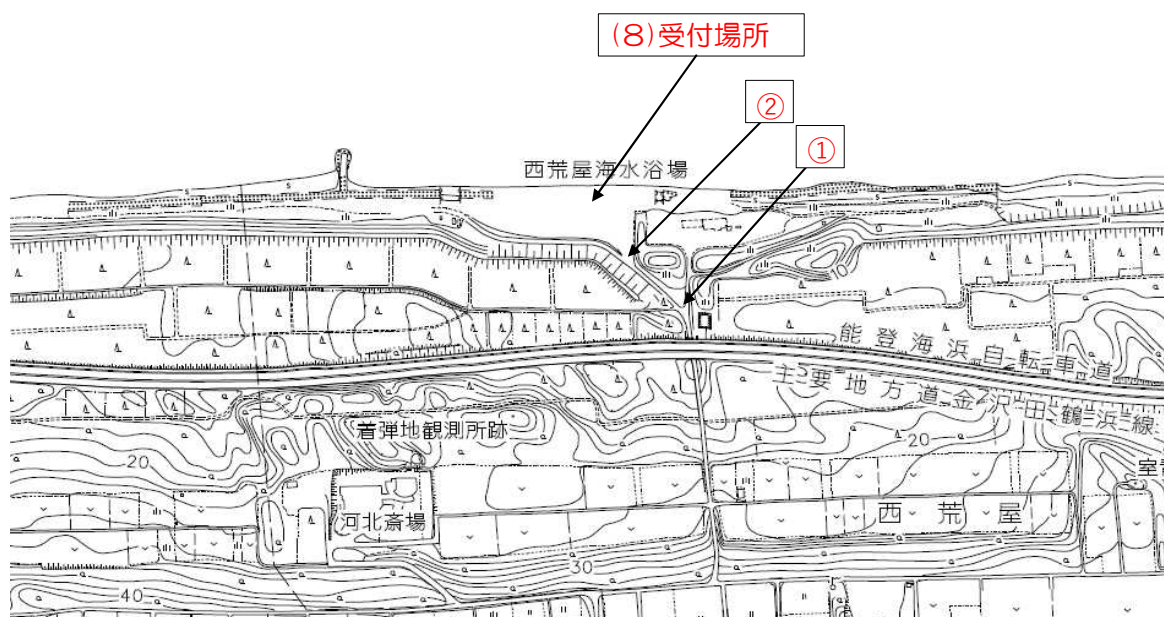 (8)受付場所
②
①
西荒屋海水浴場
能登海浜自転車道
主要地方道金沢田鶴浜線
着弾地観測所跡
20
20
河北斎場
西荒屋
30
40